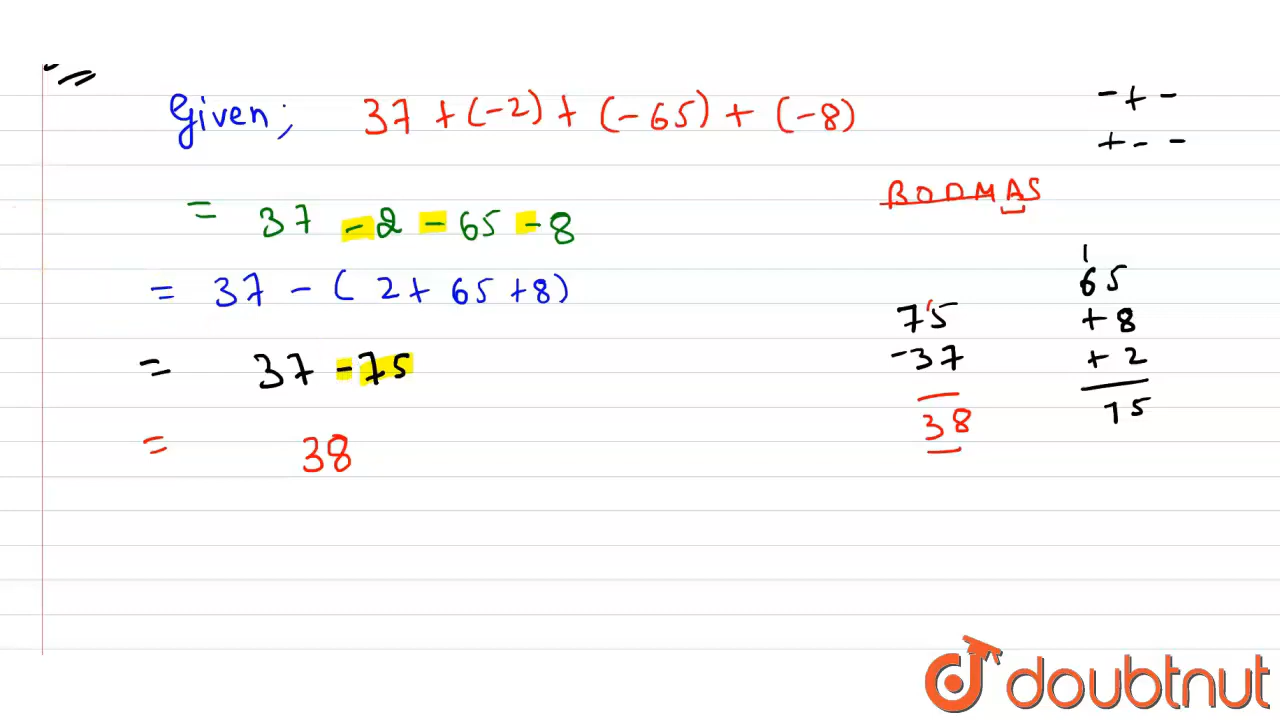 Given; 37 + (-2) + (-65) + (-8)
- + -
+ - -
= 37 - 2 - 65 - 8
BODMAS
= 37 - ( 2 + 65 + 8)
= 37 - 75
= 38
75
-37
38
1
65
+ 8
+ 2
75
doubtnut